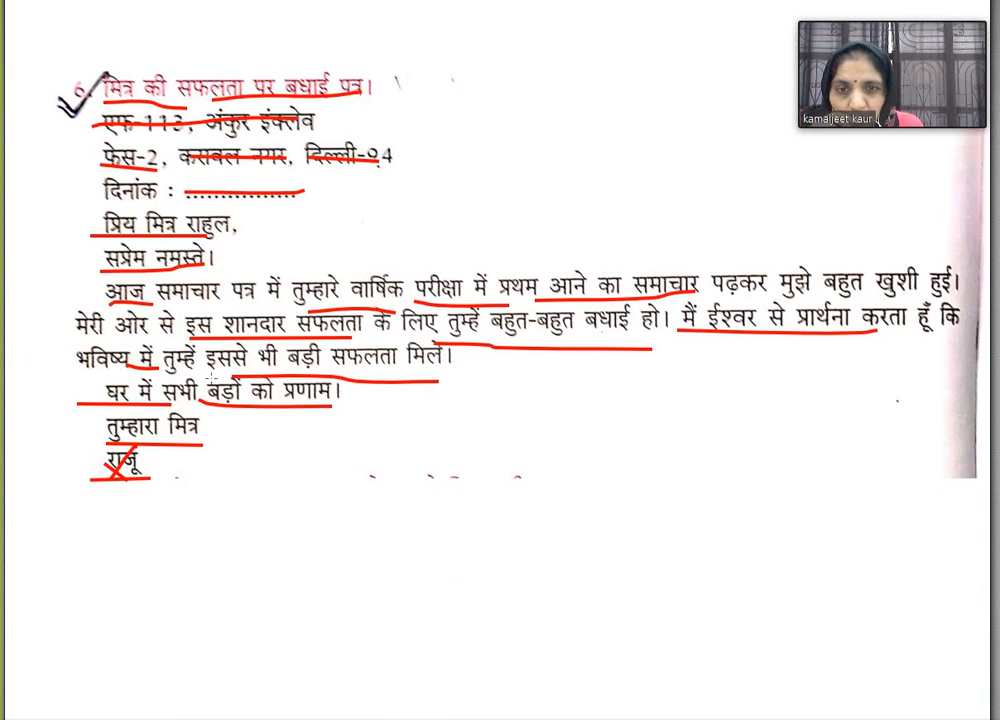 6. मित्र की सफलता पर बधाई पत्र।
एफ-113, अंकुर इंक्लेव
फेस-2, करावल नगर, दिल्ली-94
दिनांक : .................
प्रिय मित्र राहुल,
सप्रेम नमस्ते।
आज समाचार पत्र में तुम्हारे वार्षिक परीक्षा में प्रथम आने का समाचार पढ़कर मुझे बहुत खुशी हुई।
मेरी ओर से इस शानदार सफलता के लिए तुम्हें बहुत-बहुत बधाई हो। मैं ईश्वर से प्रार्थना करता हूँ कि
भविष्य में तुम्हें इससे भी बड़ी सफलता मिले।
घर में सभी बड़ों को प्रणाम।
तुम्हारा मित्र
राजू
kamaljeet kaur